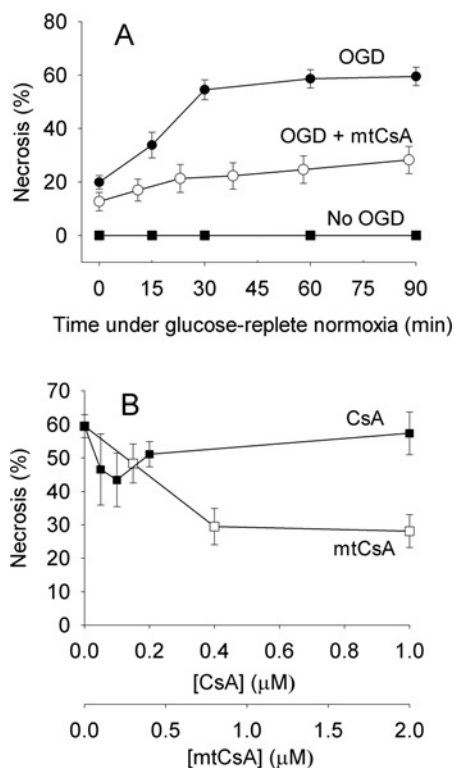 A
OGD
OGD + mtCsA
No OGD
Necrosis (%)
80
60
40
20
0
0 15 30 45 60 75 90
Time under glucose-replete normoxia (min)
B
CsA
mtCsA
Necrosis (%)
70
60
50
40
30
20
10
0
0.0 0.2 0.4 0.6 0.8 1.0
[CsA] (μM)
0.0 0.5 1.0 1.5 2.0
[mtCsA] (μM)